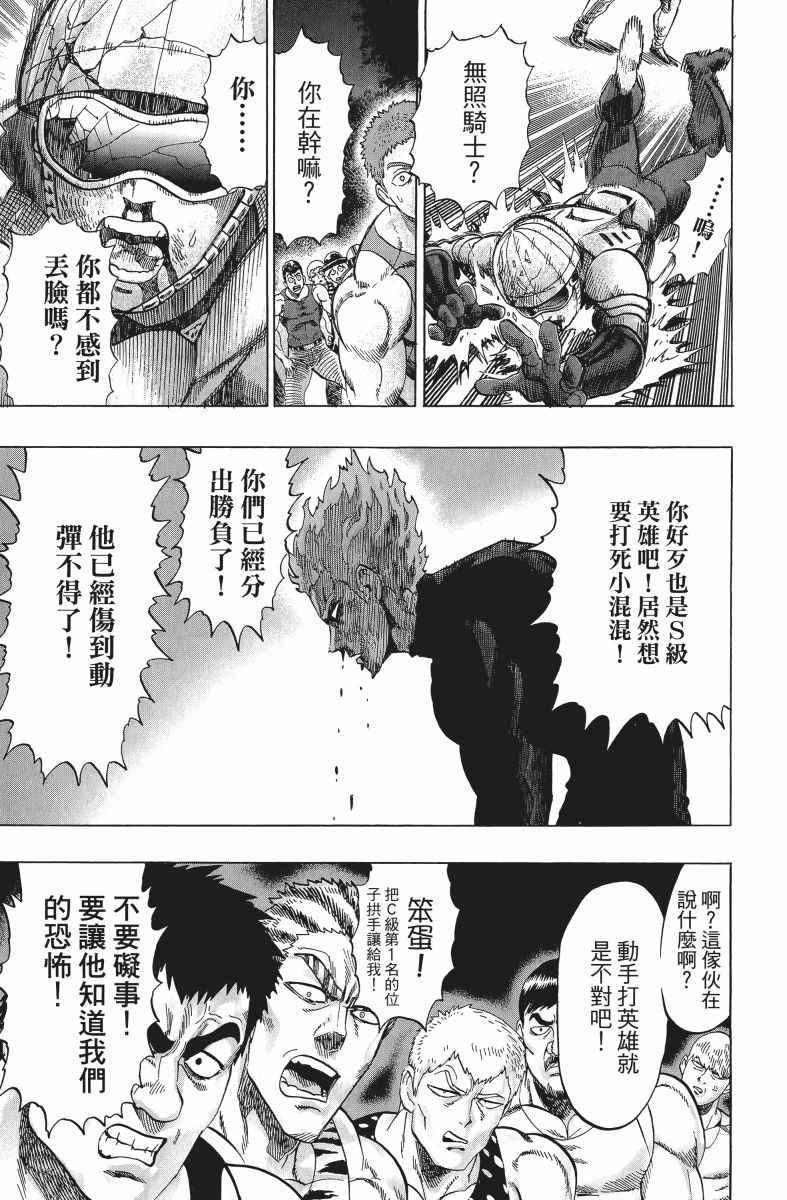 ……嗚！
無照騎士？
你在幹嘛？
你……
你都不感到
丟臉嗎？
你好歹也是S級
英雄吧！居然想
要打死小混混！
你們已經分
出勝負了！
他已經傷到動
彈不得了！
啊？這傢伙在
說什麼啊？
動手打英雄就
是不對吧！
笨蛋！
把C級第1名的位
子拱手讓給我！
不要礙事！
要讓他知道我們
的恐怖！